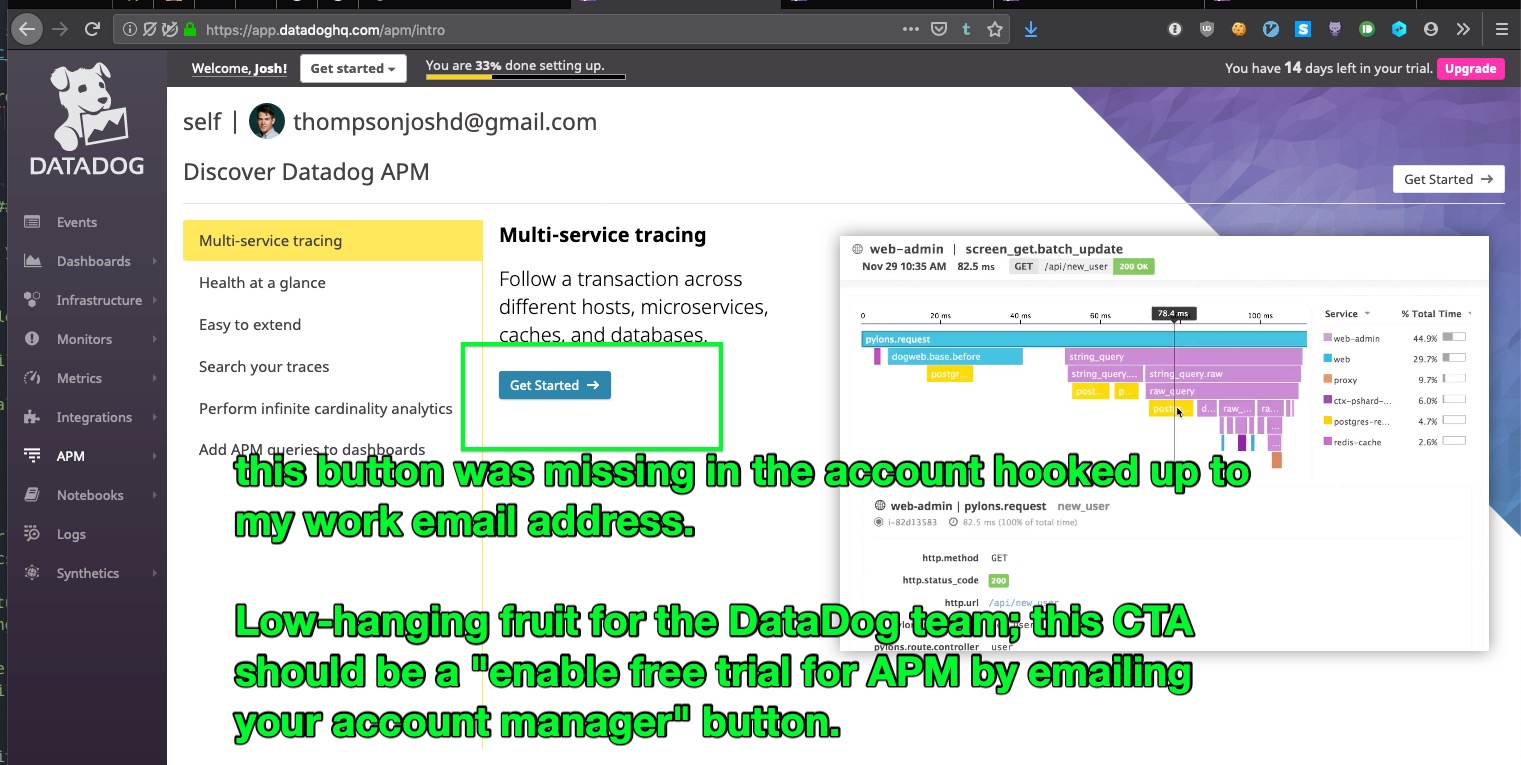 https://app.datadoghq.com/apm/intro
Welcome, Josh!
Get started
You are 33% done setting up.
You have 14 days left in your trial.
Upgrade
DATADOG
Events
Dashboards
Infrastructure
Monitors
Metrics
Integrations
APM
Notebooks
Logs
Synthetics
self | thompsonjoshd@gmail.com
Discover Datadog APM
Get Started →
Multi-service tracing
Health at a glance
Easy to extend
Search your traces
Perform infinite cardinality analytics
Add APM queries to dashboards
Multi-service tracing
Follow a transaction across
different hosts, microservices,
caches, and databases.
Get Started →
web-admin | screen_get.batch_update
Nov 29 10:35 AM 82.5 ms GET /api/new_user 200 OK
78.4 ms
0 20 ms 40 ms 60 ms 100 ms
pylons.request
dogweb.base.before string_query
postgr... string_query.... string_query.raw
post... p... raw_query
d... raw_... ra...
Service % Total Time
web-admin 44.9%
web 29.7%
proxy 9.7%
ctx-pshard-... 6.0%
postgres-re... 4.7%
redis-cache 2.6%
web-admin | pylons.request new_user
i-82d13583 82.5 ms (100% of total time)
http.method GET
http.status_code 200
http.url /api/new_user
pylons.route.controller user
this button was missing in the account hooked up to
my work email address.
Low-hanging fruit for the DataDog team; this CTA
should be a "enable free trial for APM by emailing
your account manager" button.